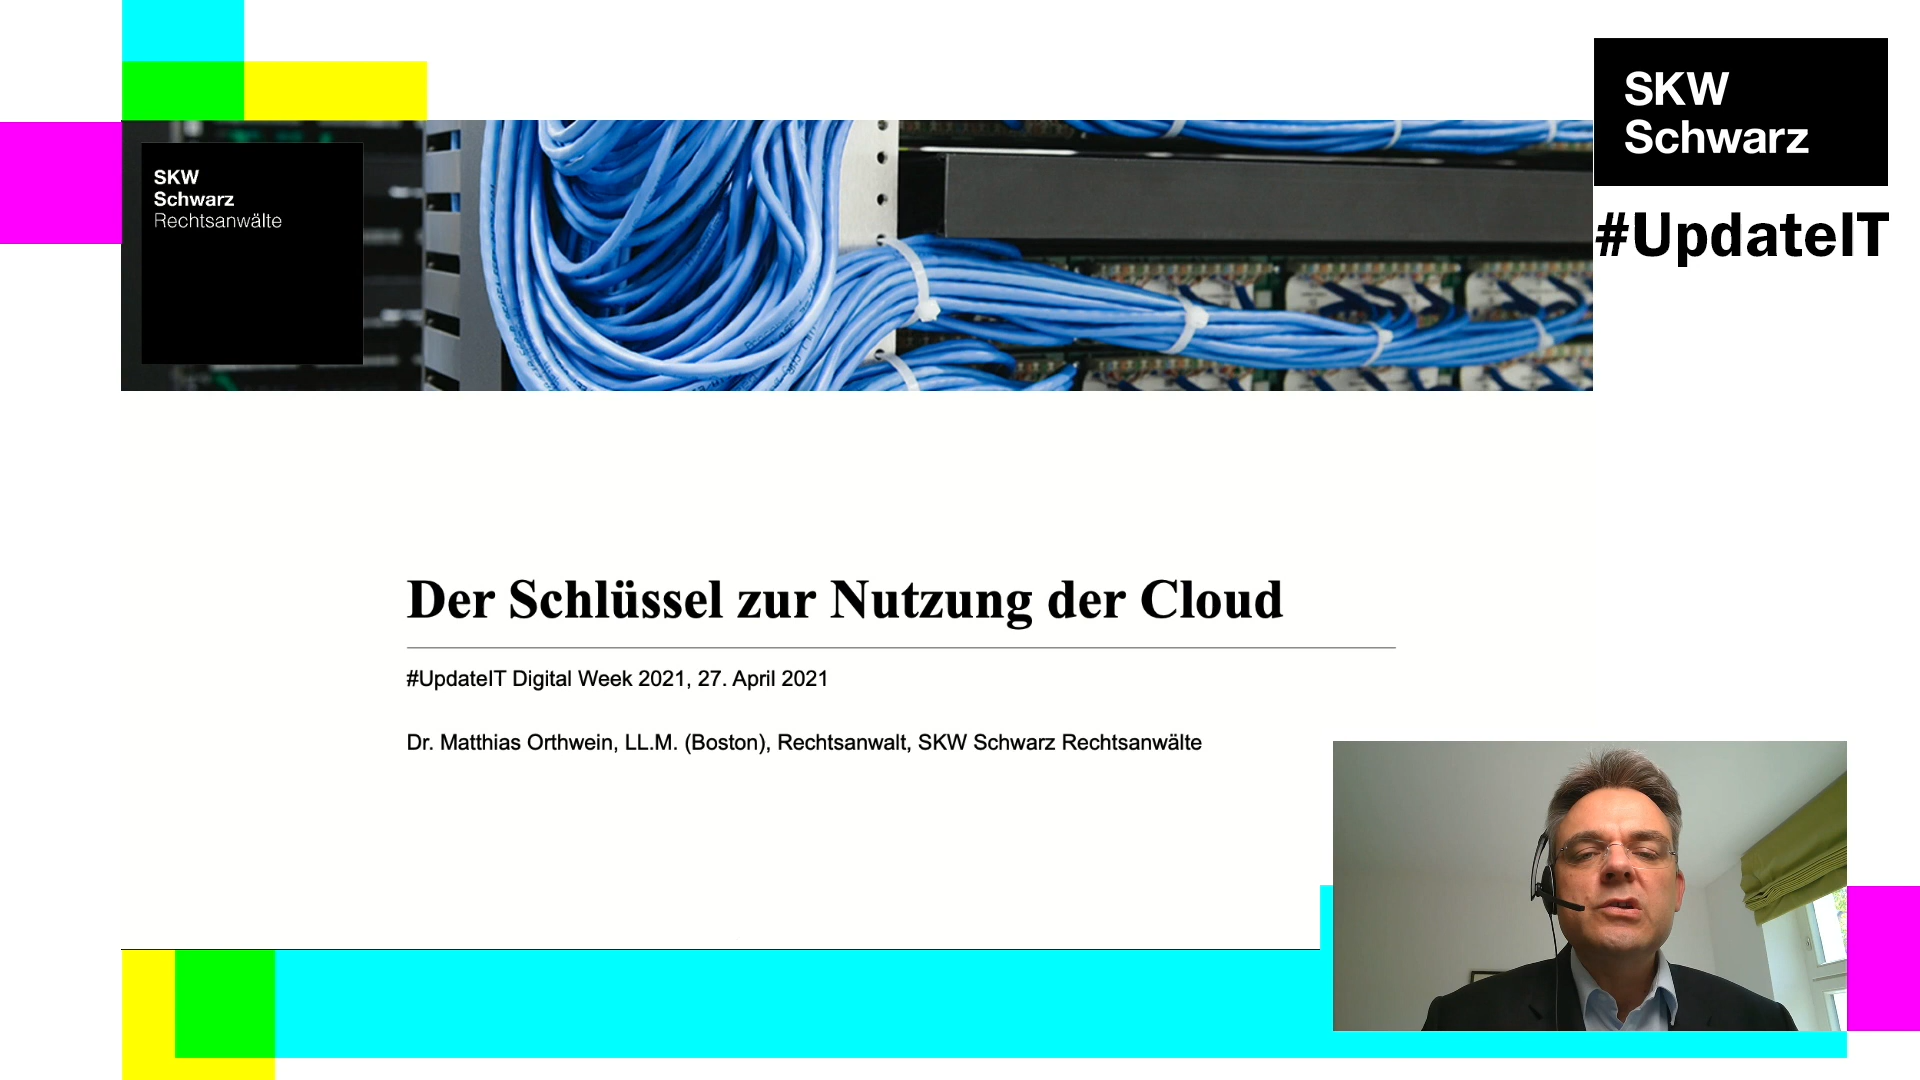 SKW
Schwarz
#UpdateIT
SKW
Schwarz
Rechtsanwälte
Der Schlüssel zur Nutzung der Cloud
#UpdateIT Digital Week 2021, 27. April 2021
Dr. Matthias Orthwein, LL.M. (Boston), Rechtsanwalt, SKW Schwarz Rechtsanwälte